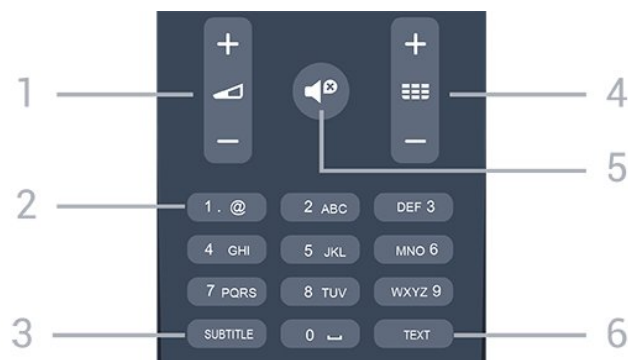 + +
1 4
5
− −
2 1 . @ 2 ABC DEF 3
4 GHI 5 JKL MNO 6
7 PQRS 8 TUV WXYZ 9
3 SUBTITLE 0 ⎵ TEXT 6